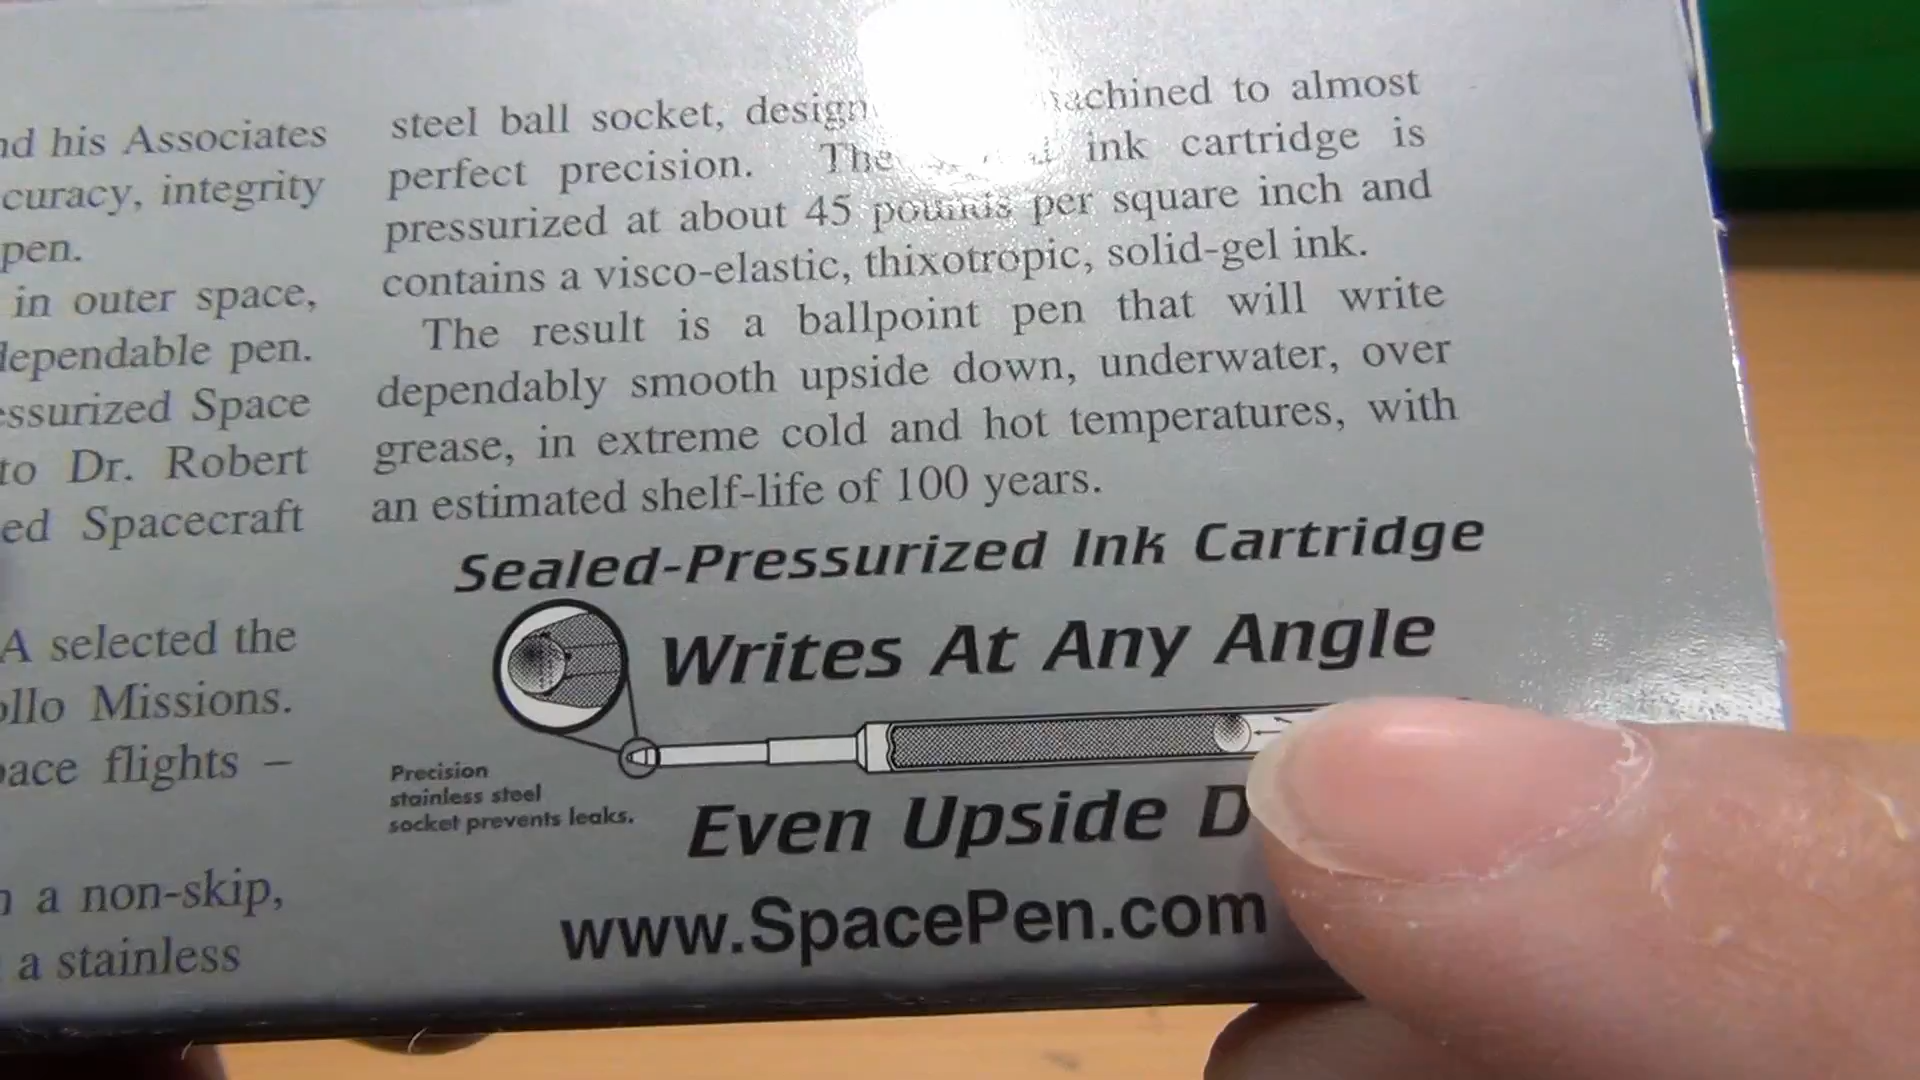 nd his Associates
curacy, integrity
pen.
in outer space,
dependable pen.
essurized Space
to Dr. Robert
ed Spacecraft
A selected the
ollo Missions.
pace flights –
a non-skip,
a stainless
steel ball socket, design achined to almost
perfect precision. The ink cartridge is
pressurized at about 45 pounds per square inch and
contains a visco-elastic, thixotropic, solid-gel ink.
The result is a ballpoint pen that will write
dependably smooth upside down, underwater, over
grease, in extreme cold and hot temperatures, with
an estimated shelf-life of 100 years.
Sealed-Pressurized Ink Cartridge
Writes At Any Angle
Precision
stainless steel
socket prevents leaks.
Even Upside D
www.SpacePen.com